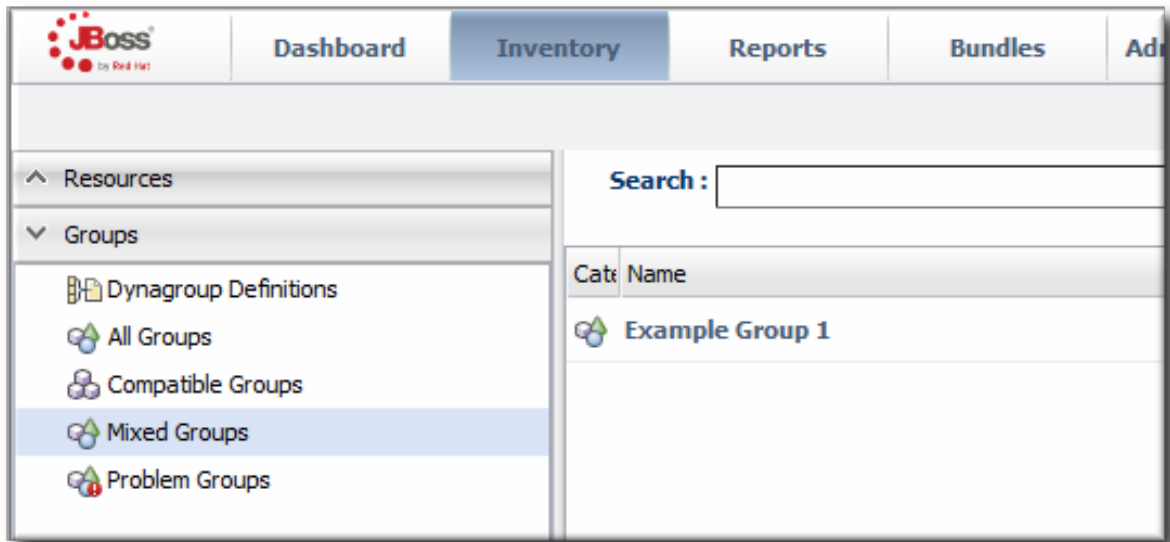 JBoss
by Red Hat
Dashboard
Inventory
Reports
Bundles
Adı
Resources
Search :
Groups
Cate Name
Dynagroup Definitions
Example Group 1
All Groups
Compatible Groups
Mixed Groups
Problem Groups